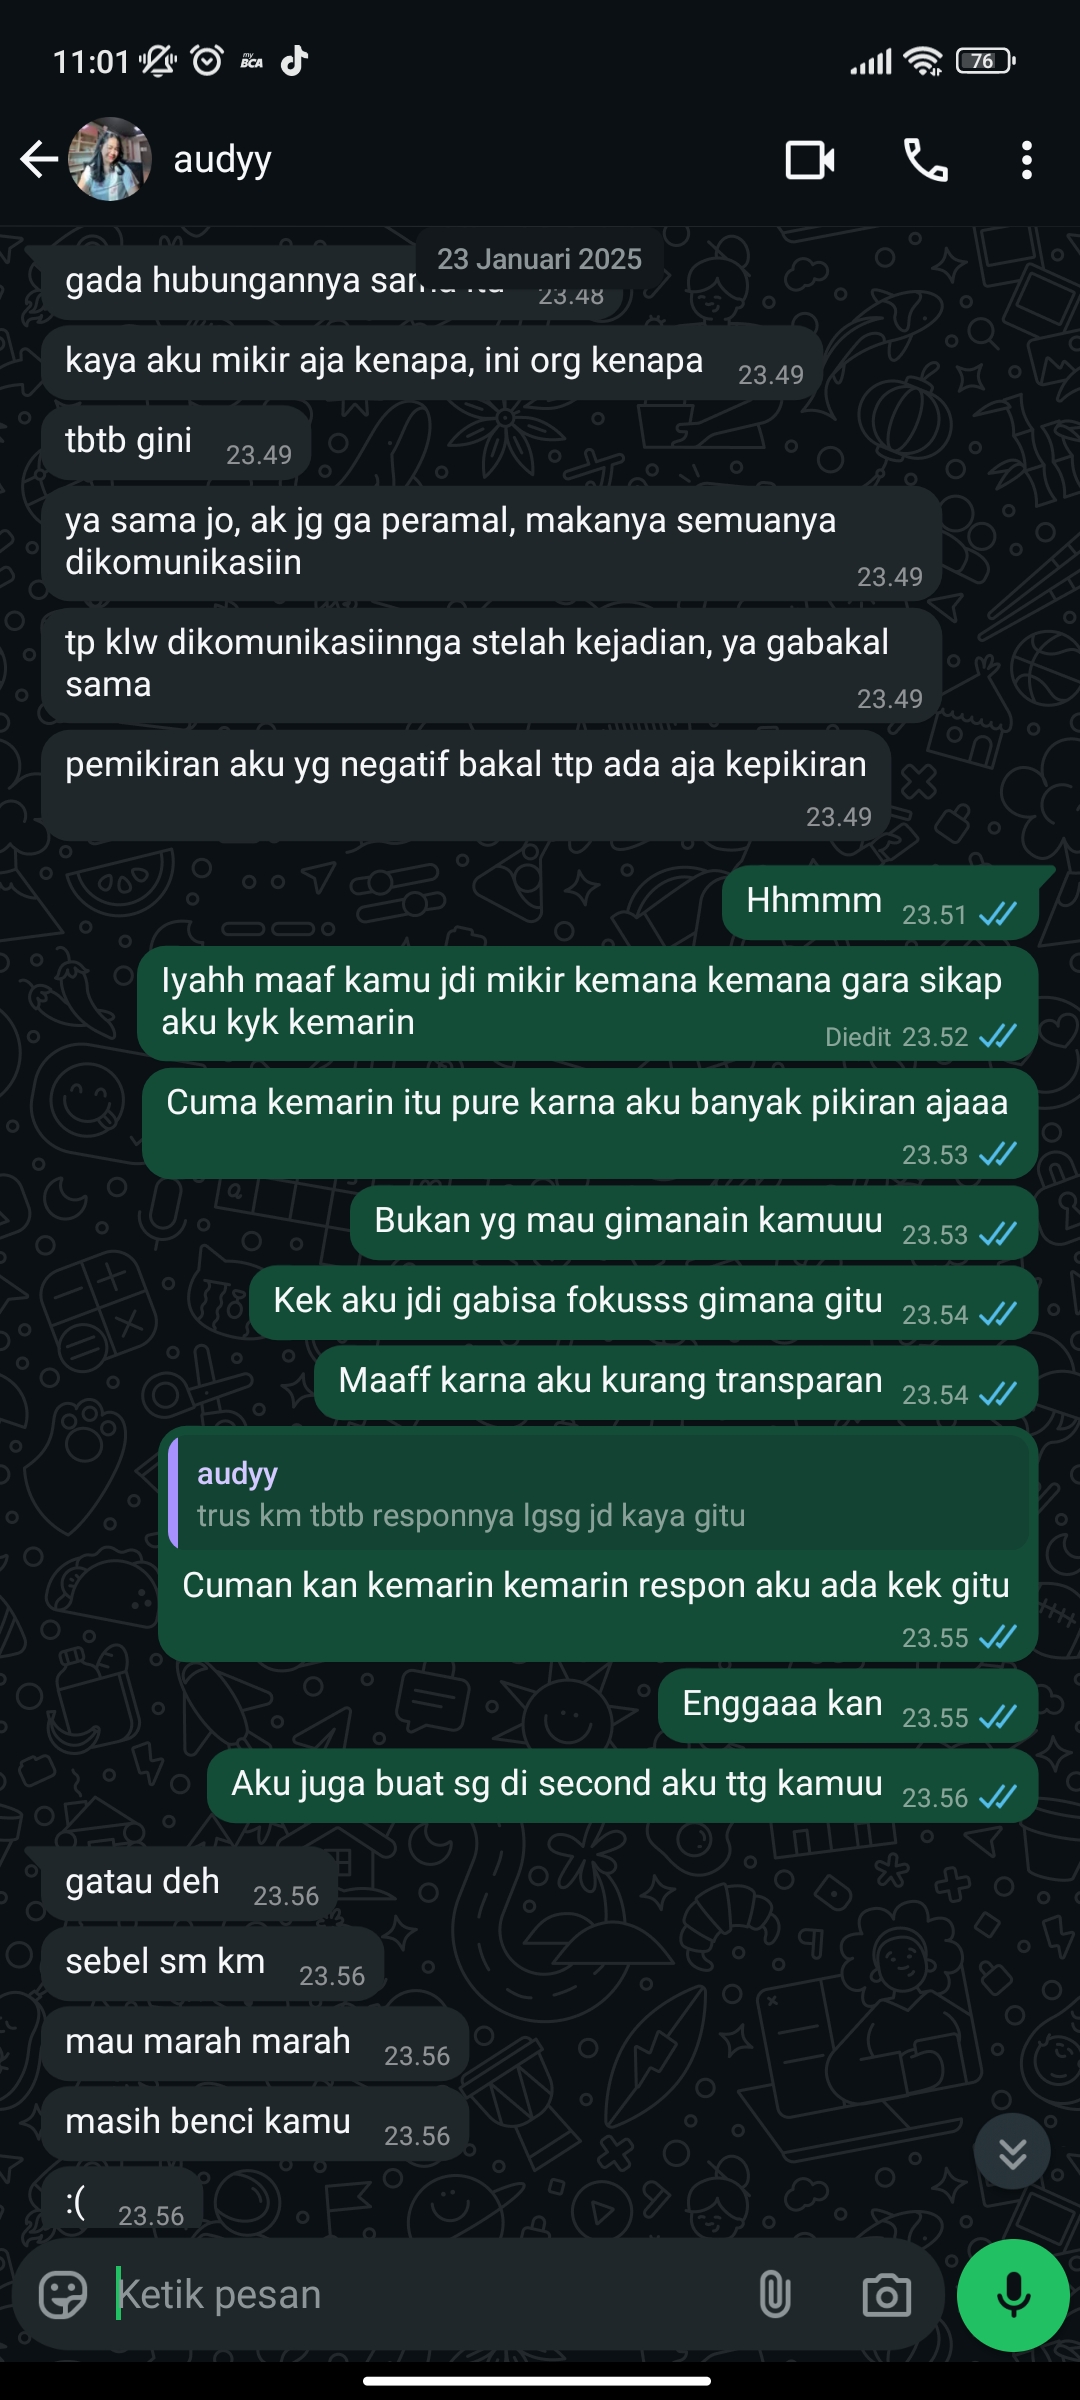 11:01
my
BCA
76
audyy
23 Januari 2025
gada hubungannya
23.48
kaya aku mikir aja kenapa, ini org kenapa
23.49
tbtb gini
23.49
ya sama jo, ak jg ga peramal, makanya semuanya
dikomunikasiin
23.49
tp klw dikomunikasiinnga stelah kejadian, ya gabakal
sama
23.49
pemikiran aku yg negatif bakal ttp ada aja kepikiran
23.49
Hhmmm
23.51
Iyahh maaf kamu jdi mikir kemana kemana gara sikap
aku kyk kemarin
Diedit 23.52
Cuma kemarin itu pure karna aku banyak pikiran ajaaa
23.53
Bukan yg mau gimanain kamuuu
23.53
Kek aku jdi gabisa fokusss gimana gitu
23.54
Maaff karna aku kurang transparan
23.54
audyy
trus km tbtb responnya lgsg jd kaya gitu
Cuman kan kemarin kemarin respon aku ada kek gitu
23.55
Enggaaa kan
23.55
Aku juga buat sg di second aku ttg kamuu
23.56
gatau deh
23.56
sebel sm km
23.56
mau marah marah
23.56
masih benci kamu
23.56
:(
23.56
Ketik pesan